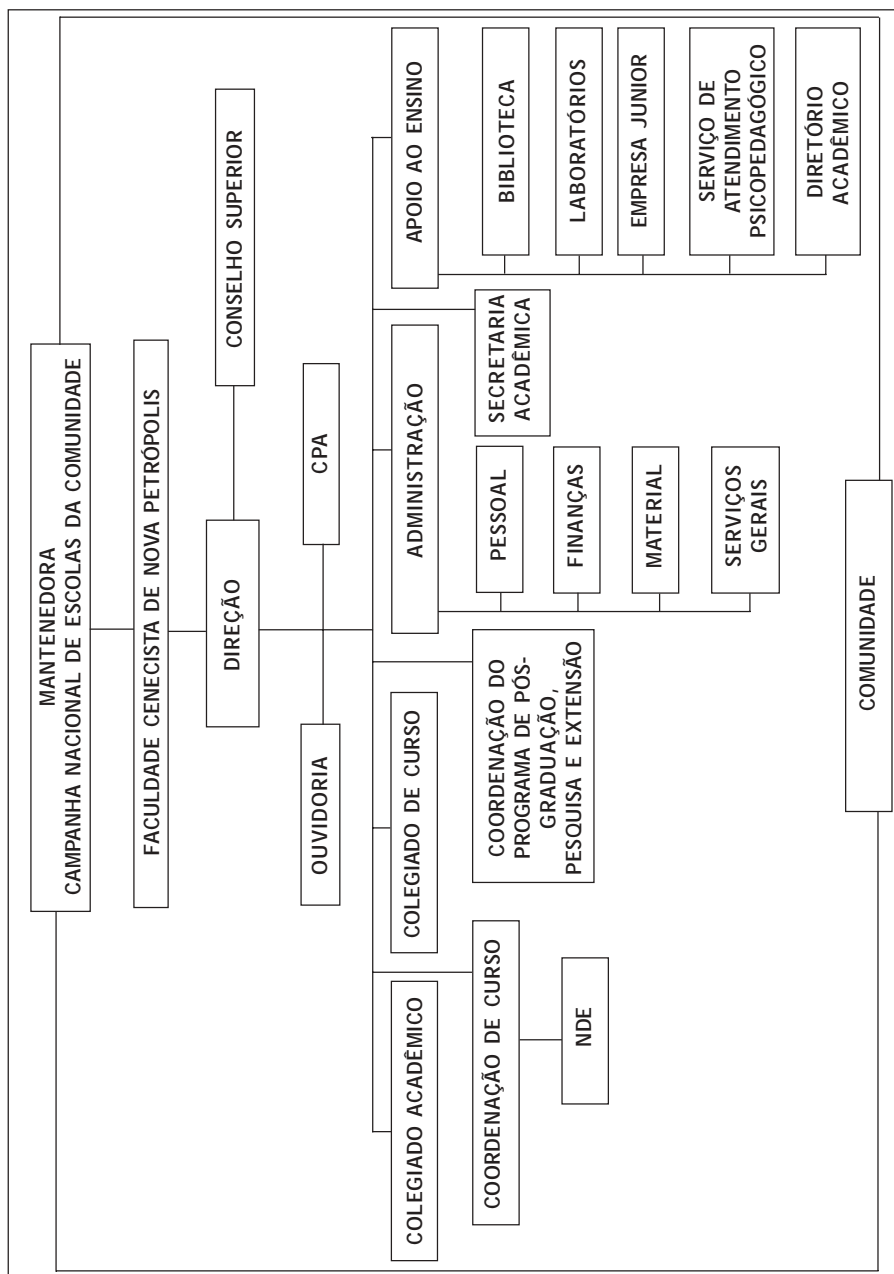 MANTENEDORA
CAMPANHA NACIONAL DE ESCOLAS DA COMUNIDADE
FACULDADE CENECISTA DE NOVA PETRÓPOLIS
DIREÇÃO
CONSELHO SUPERIOR
OUVIDORIA
CPA
COLEGIADO ACADÊMICO
COLEGIADO DE CURSO
ADMINISTRAÇÃO
APOIO AO ENSINO
COORDENAÇÃO DE CURSO
NDE
COORDENAÇÃO DO
PROGRAMA DE PÓS-
GRADUAÇÃO,
PESQUISA E EXTENSÃO
PESSOAL
FINANÇAS
MATERIAL
SERVIÇOS
GERAIS
SECRETARIA
ACADÊMICA
BIBLIOTECA
LABORATÓRIOS
EMPRESA JUNIOR
SERVIÇO DE
ATENDIMENTO
PSICOPEDAGÓGICO
DIRETÓRIO
ACADÊMICO
COMUNIDADE